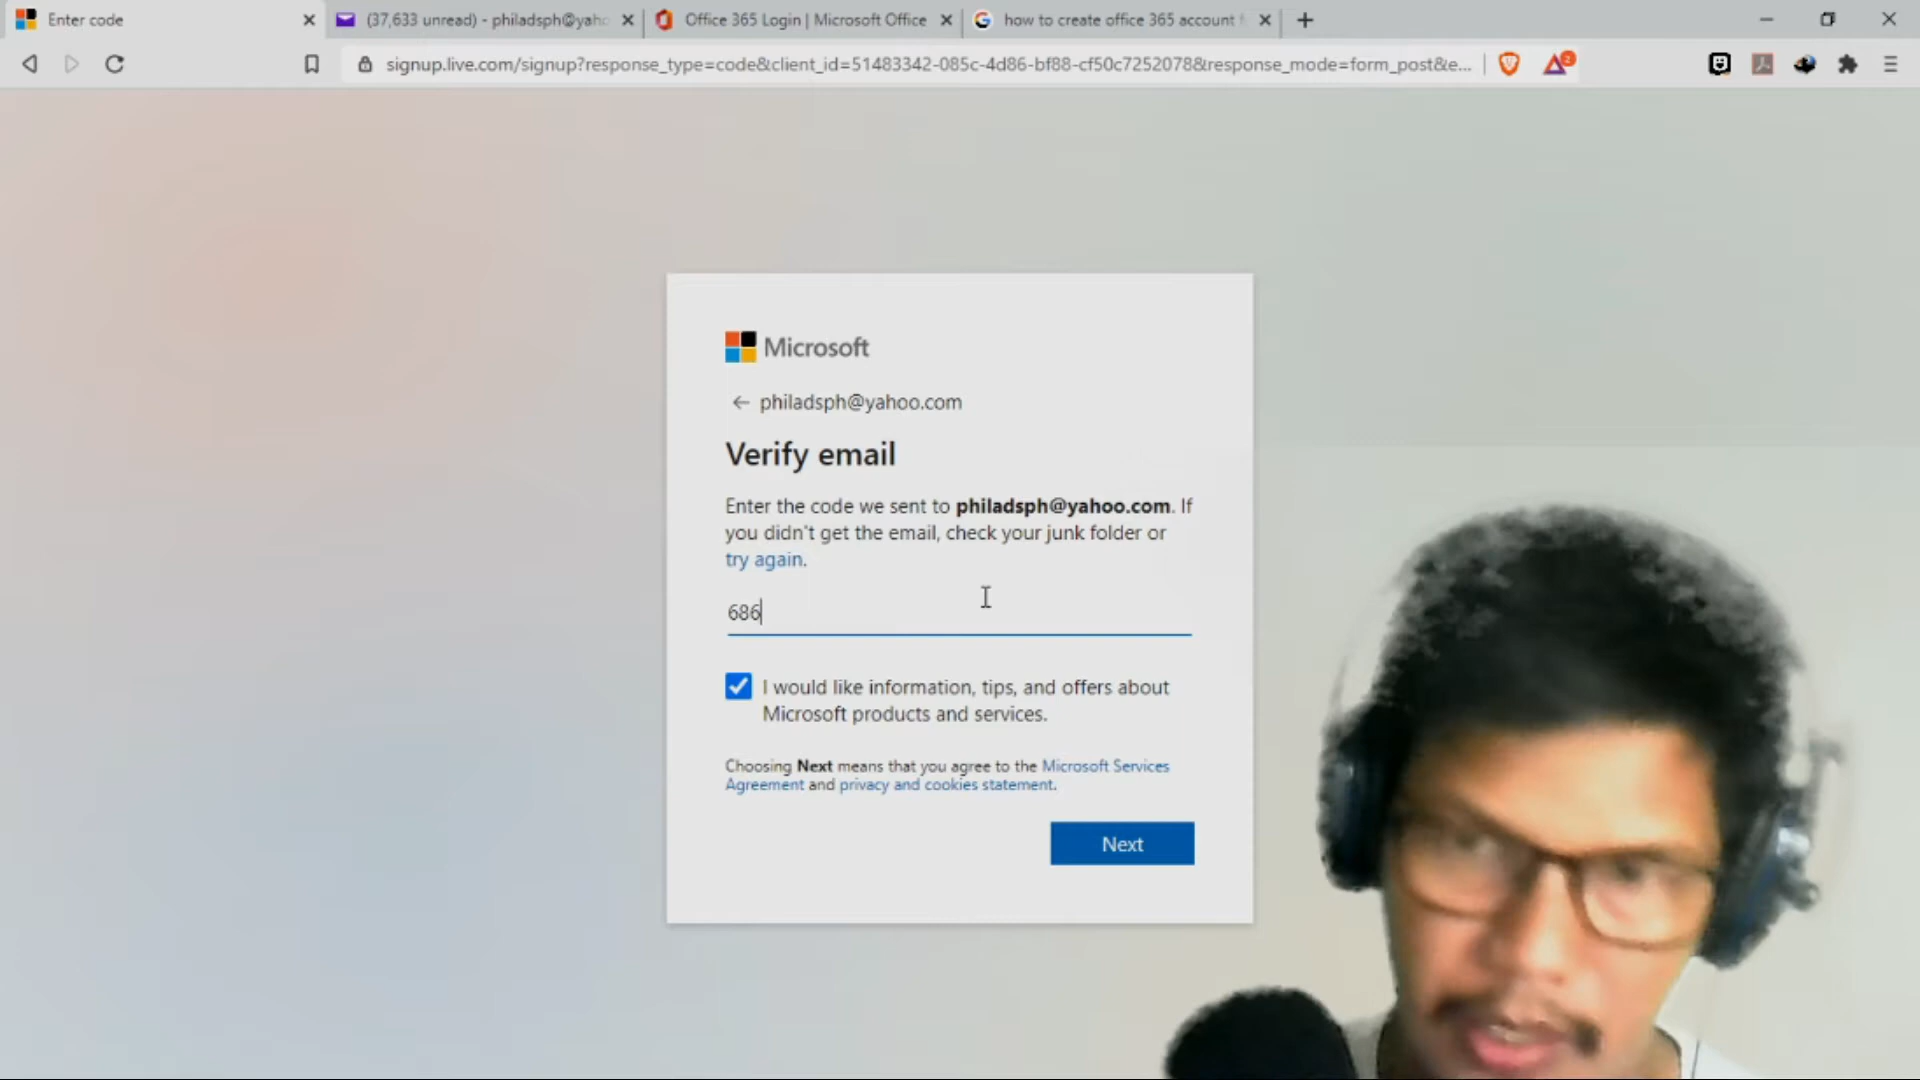 Enter code
(37,633 unread) - philadsph@yaho
Office 365 Login | Microsoft Office
how to create office 365 account f
signup.live.com/signup?response_type=code&client_id=51483342-085c-4d86-bf88-cf50c7252078&response_mode=form_post&e...
2
Microsoft
← philadsph@yahoo.com
Verify email
Enter the code we sent to philadsph@yahoo.com. If
you didn't get the email, check your junk folder or
try again.
686
I would like information, tips, and offers about
Microsoft products and services.
Choosing Next means that you agree to the Microsoft Services
Agreement and privacy and cookies statement.
Next